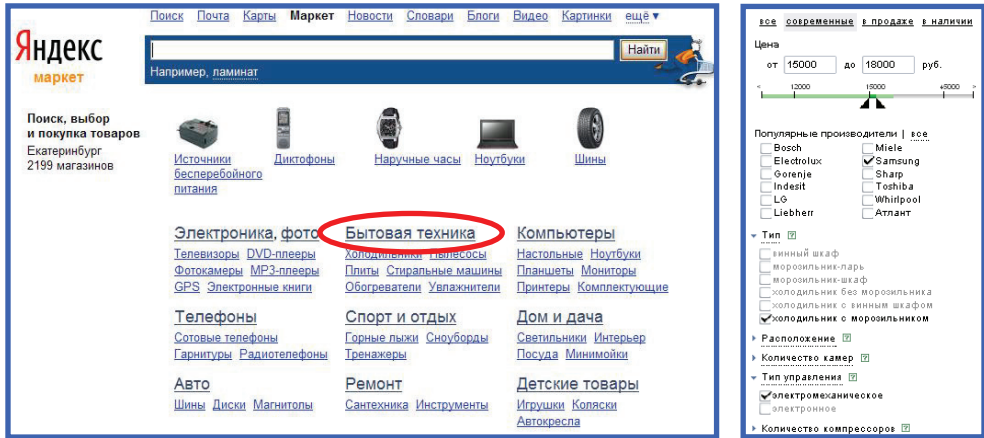 Поиск Почта Карты Маркет Новости Словари Блоги Видео Картинки ещё ▼
Яндекс
маркет
Найти
Например, ламинат
Поиск, выбор
и покупка товаров
Екатеринбург
2199 магазинов
Источники
бесперебойного
питания
Диктофоны
Наручные часы
Ноутбуки
Шины
Электроника, фото
Телевизоры DVD-плееры
Фотокамеры MP3-плееры
GPS Электронные книги
Бытовая техника
Холодильники Пылесосы
Плиты Стиральные машины
Обогреватели Увлажнители
Компьютеры
Настольные Ноутбуки
Планшеты Мониторы
Принтеры Комплектующие
Телефоны
Сотовые телефоны
Гарнитуры Радиотелефоны
Спорт и отдых
Горные лыжи Сноуборды
Тренажеры
Дом и дача
Светильники Интерьер
Посуда Минимойки
Авто
Шины Диски Магнитолы
Ремонт
Сантехника Инструменты
Детские товары
Игрушки Коляски
Автокресла
все современные в продаже в наличии
Цена
от 15000 до 18000 руб.
< 12000 15000 45000 >
Популярные производители | все
Bosch Miele
Electrolux Samsung
Gorenje Sharp
Indesit Toshiba
LG Whirlpool
Liebherr Атлант
Тип ?
винный шкаф
морозильник-ларь
морозильник-шкаф
холодильник без морозильника
холодильник с винным шкафом
холодильник с морозильником
Расположение ?
Количество камер ?
Тип управления ?
электромеханическое
электронное
Количество компрессоров ?